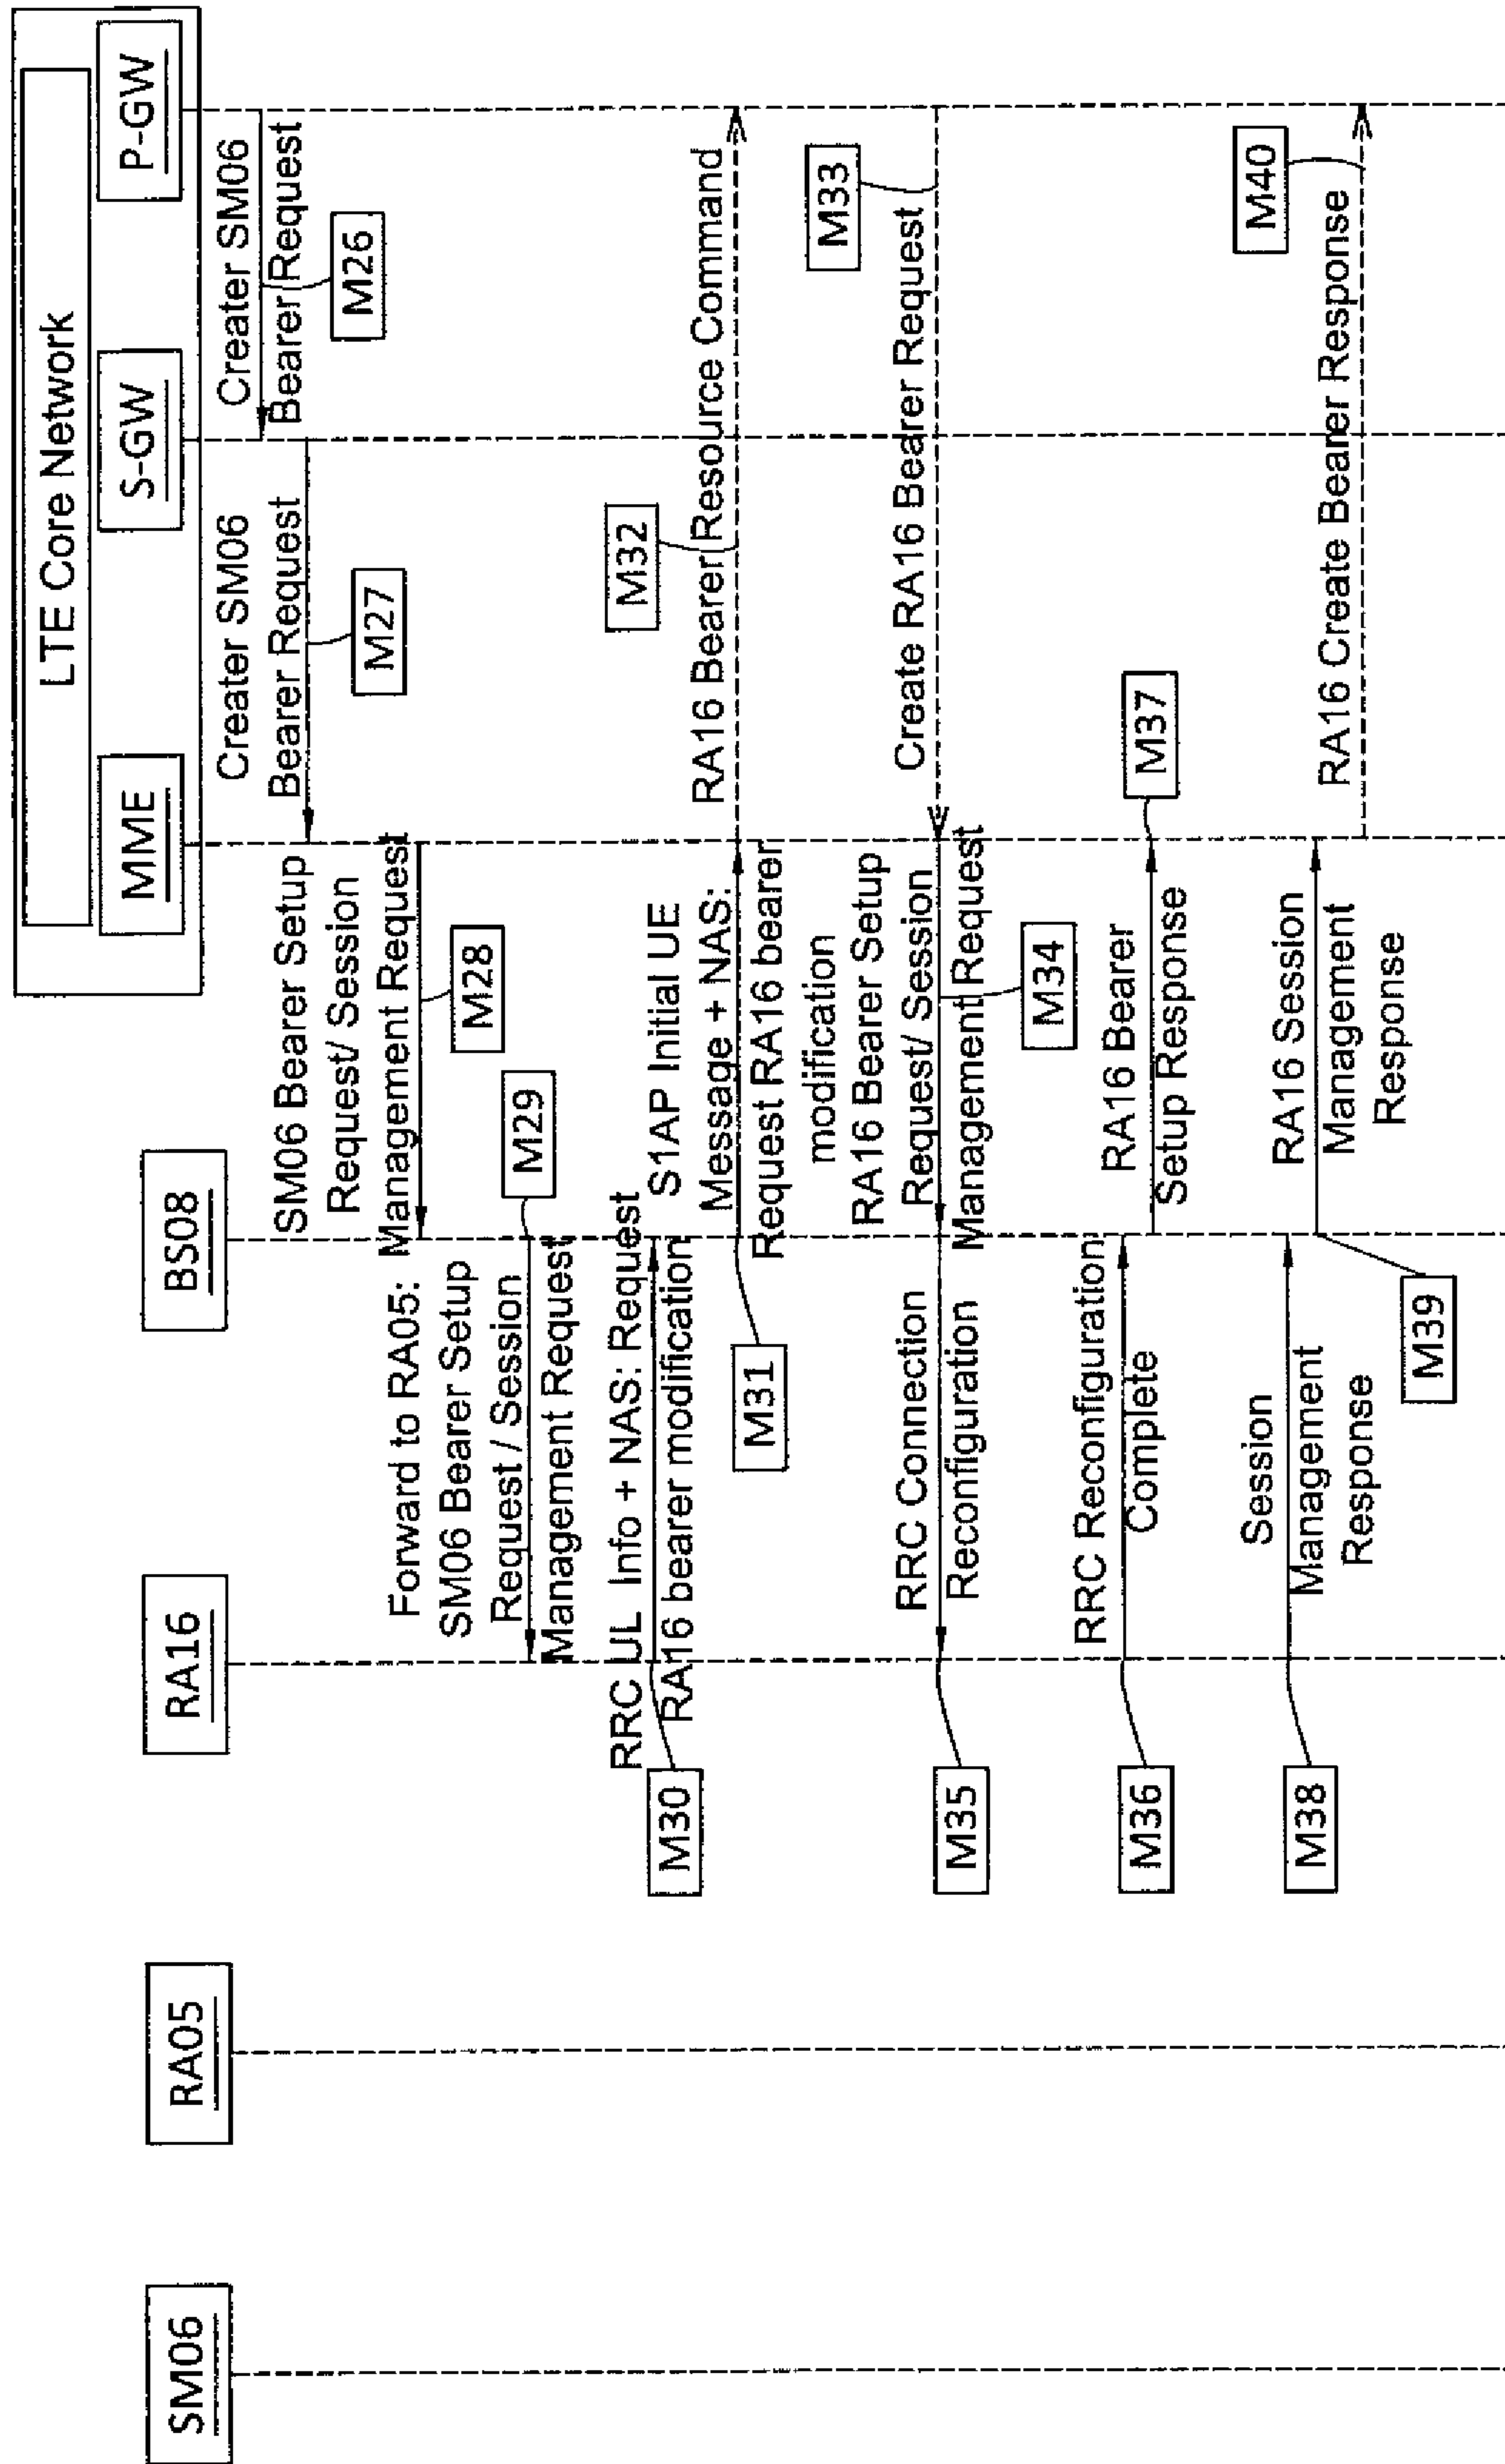 LTE Core Network
SM06
RA05
RA16
BS08
MME
S-GW
P-GW
Creater SM06
Bearer Request
M26
Creater SM06
Bearer Request
M27
SM06 Bearer Setup
Request/ Session
Management Request
M28
Forward to RA05:
SM06 Bearer Setup
Request / Session
Management Request
M29
RRC UL Info + NAS: Request
RA16 bearer modification
M30
S1AP Initial UE
Message + NAS:
Request RA16 bearer
modification
M31
RA16 Bearer Resource Command
M32
Create RA16 Bearer Request
M33
RA16 Bearer Setup
Request/ Session
Management Request
M34
RRC Connection
Reconfiguration
M35
RRC Reconfiguration
Complete
M36
RA16 Bearer
Setup Response
M37
Session
Management
Response
M38
RA16 Session
Management
Response
M39
RA16 Create Bearer Response
M40